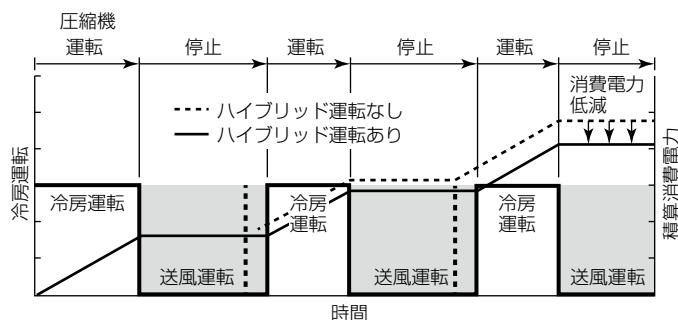 圧縮機
運転
停止
運転
停止
運転
停止
消費電力
低減
ハイブリッド運転なし
ハイブリッド運転あり
冷房運転
積算消費電力
冷房運転
冷房
運転
冷房
運転
送風運転
送風運転
送風運転
時間